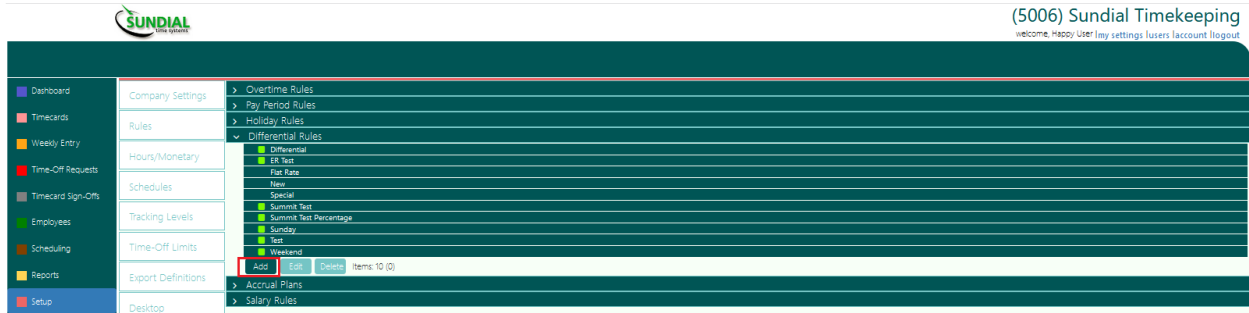 SUNDIAL
time systems
(5006) Sundial Timekeeping
welcome, Happy User |my settings |users |account |logout
Dashboard
Timecards
Weekly Entry
Time-Off Requests
Timecard Sign-Offs
Employees
Scheduling
Reports
Setup
Company Settings
Rules
Hours/Monetary
Schedules
Tracking Levels
Time-Off Limits
Export Definitions
Desktop
> Overtime Rules
> Pay Period Rules
> Holiday Rules
Differential Rules
Differential
ER Test
Flat Rate
New
Special
Summit Test
Summit Test Percentage
Sunday
Test
Weekend
Add Edit Delete Items: 10 (0)
> Accrual Plans
> Salary Rules